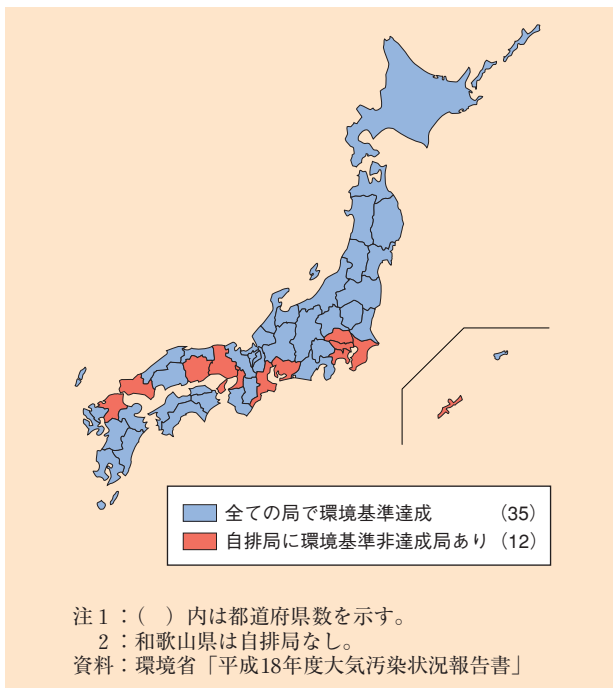 全ての局で環境基準達成 (35)
自排局に環境基準非達成局あり (12)
注1:( )内は都道府県数を示す。
2:和歌山県は自排局なし。
資料:環境省「平成18年度大気汚染状況報告書」